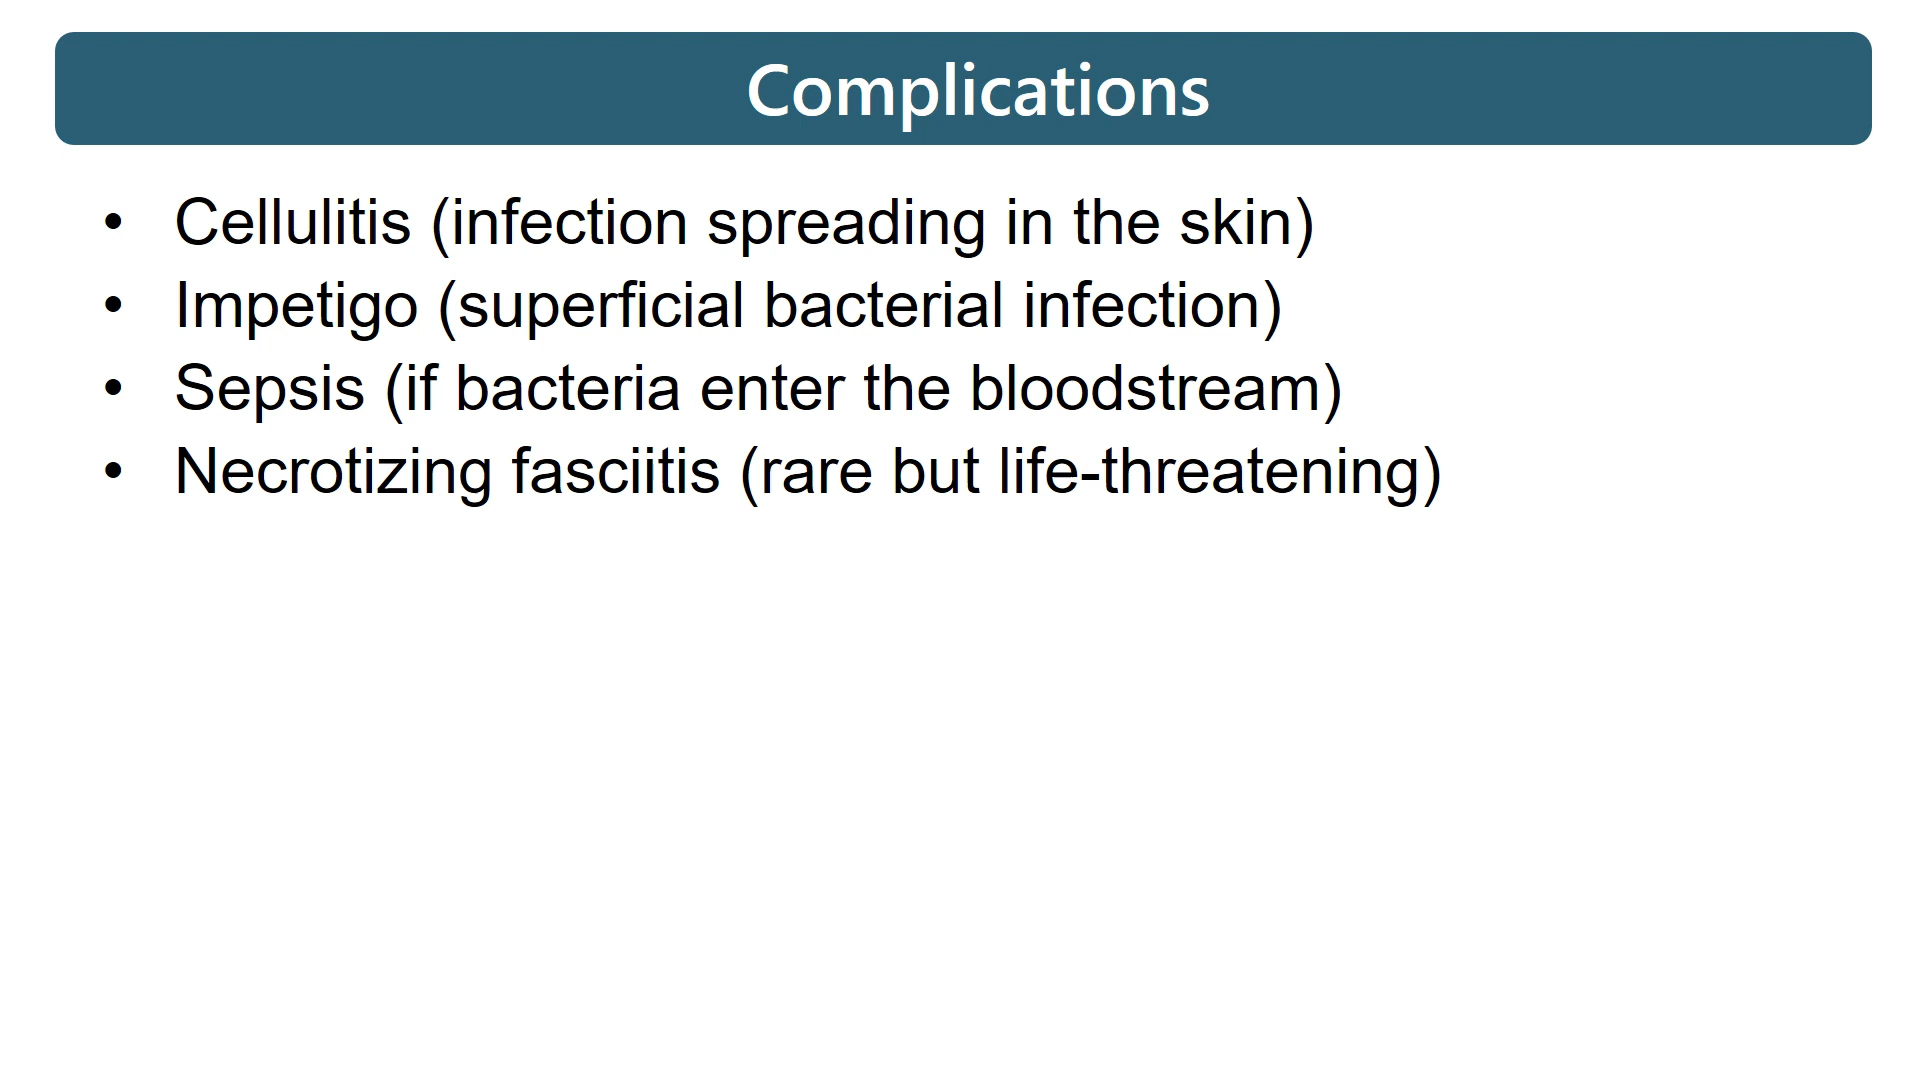 Complications
• Cellulitis (infection spreading in the skin)
• Impetigo (superficial bacterial infection)
• Sepsis (if bacteria enter the bloodstream)
• Necrotizing fasciitis (rare but life-threatening)